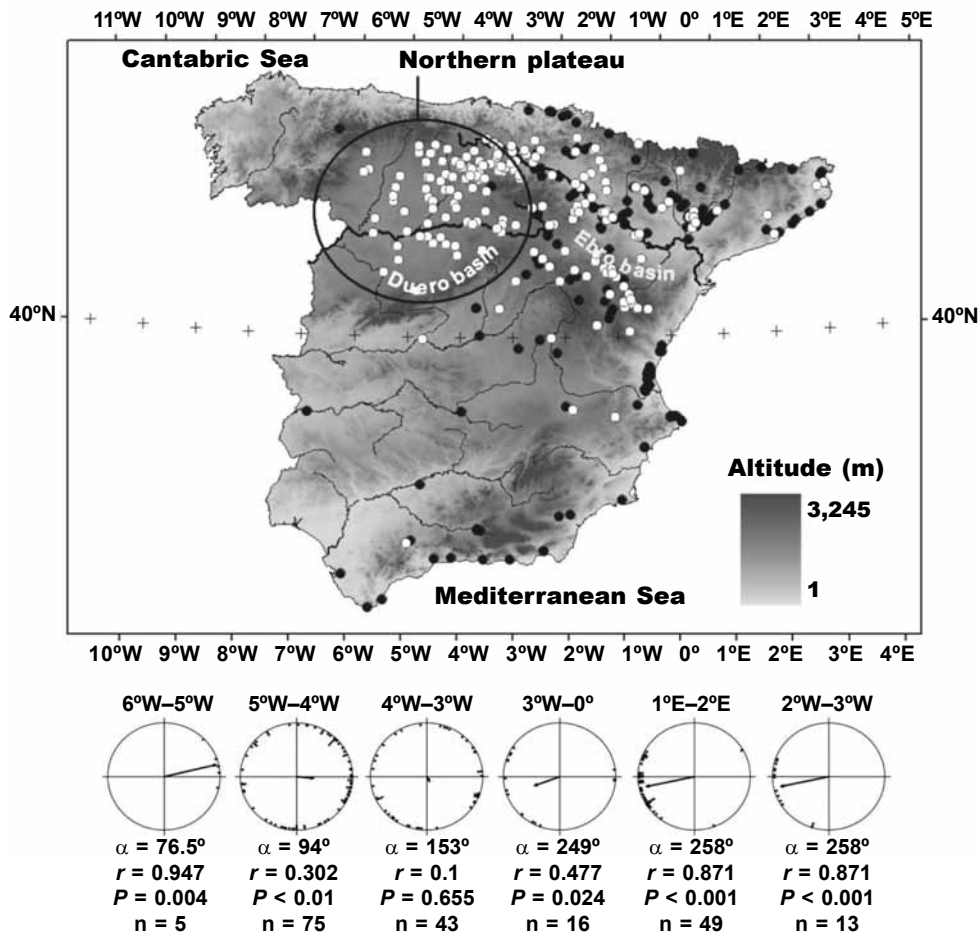 10ºW 9ºW 8ºW 7ºW 6ºW 5ºW 4ºW 3ºW 2ºW 1ºW 0º 1ºE 2ºE 3ºE 4ºE 5ºE
Cantabric Sea Northern plateau
Duero basin
Ebro basin
40ºN 40ºN
Altitude (m)
3,245
1
Mediterranean Sea
10ºW 9ºW 8ºW 7ºW 6ºW 5ºW 4ºW 3ºW 2ºW 1ºW 0º 1ºE 2ºE 3ºE 4ºE
6ºW–5ºW 5ºW–4ºW 4ºW–3ºW 3ºW–0º 1ºE–2ºE 2ºW–3W
α = 76.5º α = 94º α = 153º α = 249º α = 258º α = 258º
r = 0.947 r = 0.302 r = 0.1 r = 0.477 r = 0.871 r = 0.871
P = 0.004 P < 0.01 P = 0.655 P = 0.024 P < 0.001 P < 0.001
n = 5 n = 75 n = 43 n = 16 n = 49 n = 13